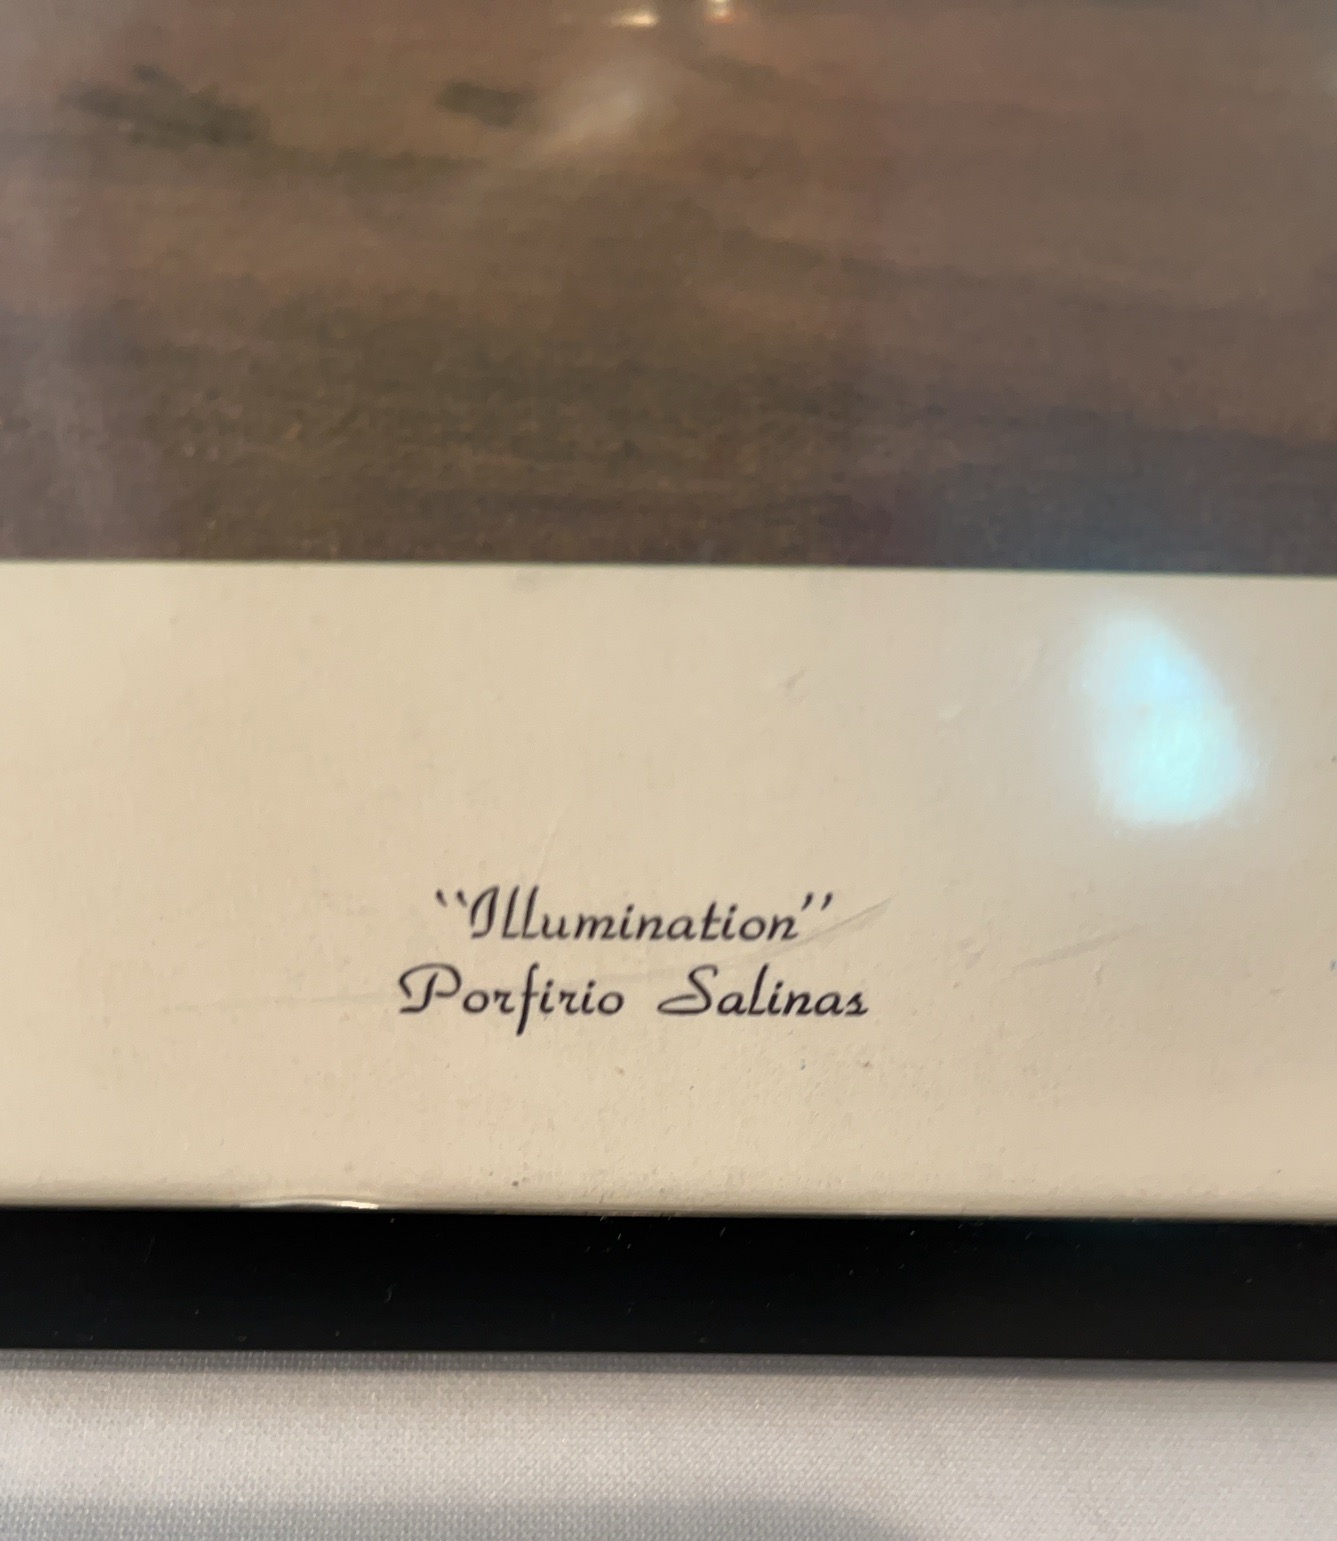 “Illumination”
Porfirio Salinas